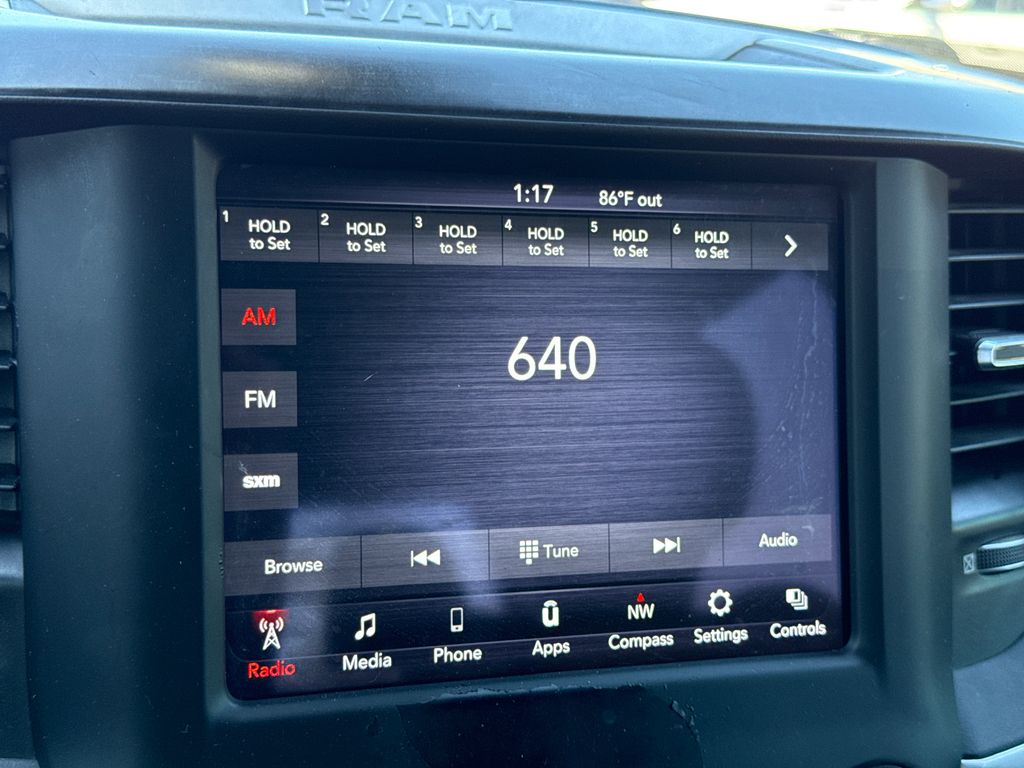 RAM
1:17 86°F out
1 HOLD to Set
2 HOLD to Set
3 HOLD to Set
4 HOLD to Set
5 HOLD to Set
6 HOLD to Set
AM
640
FM
sxm
Browse Tune Audio
NW
Radio Media Phone Apps Compass Settings Controls